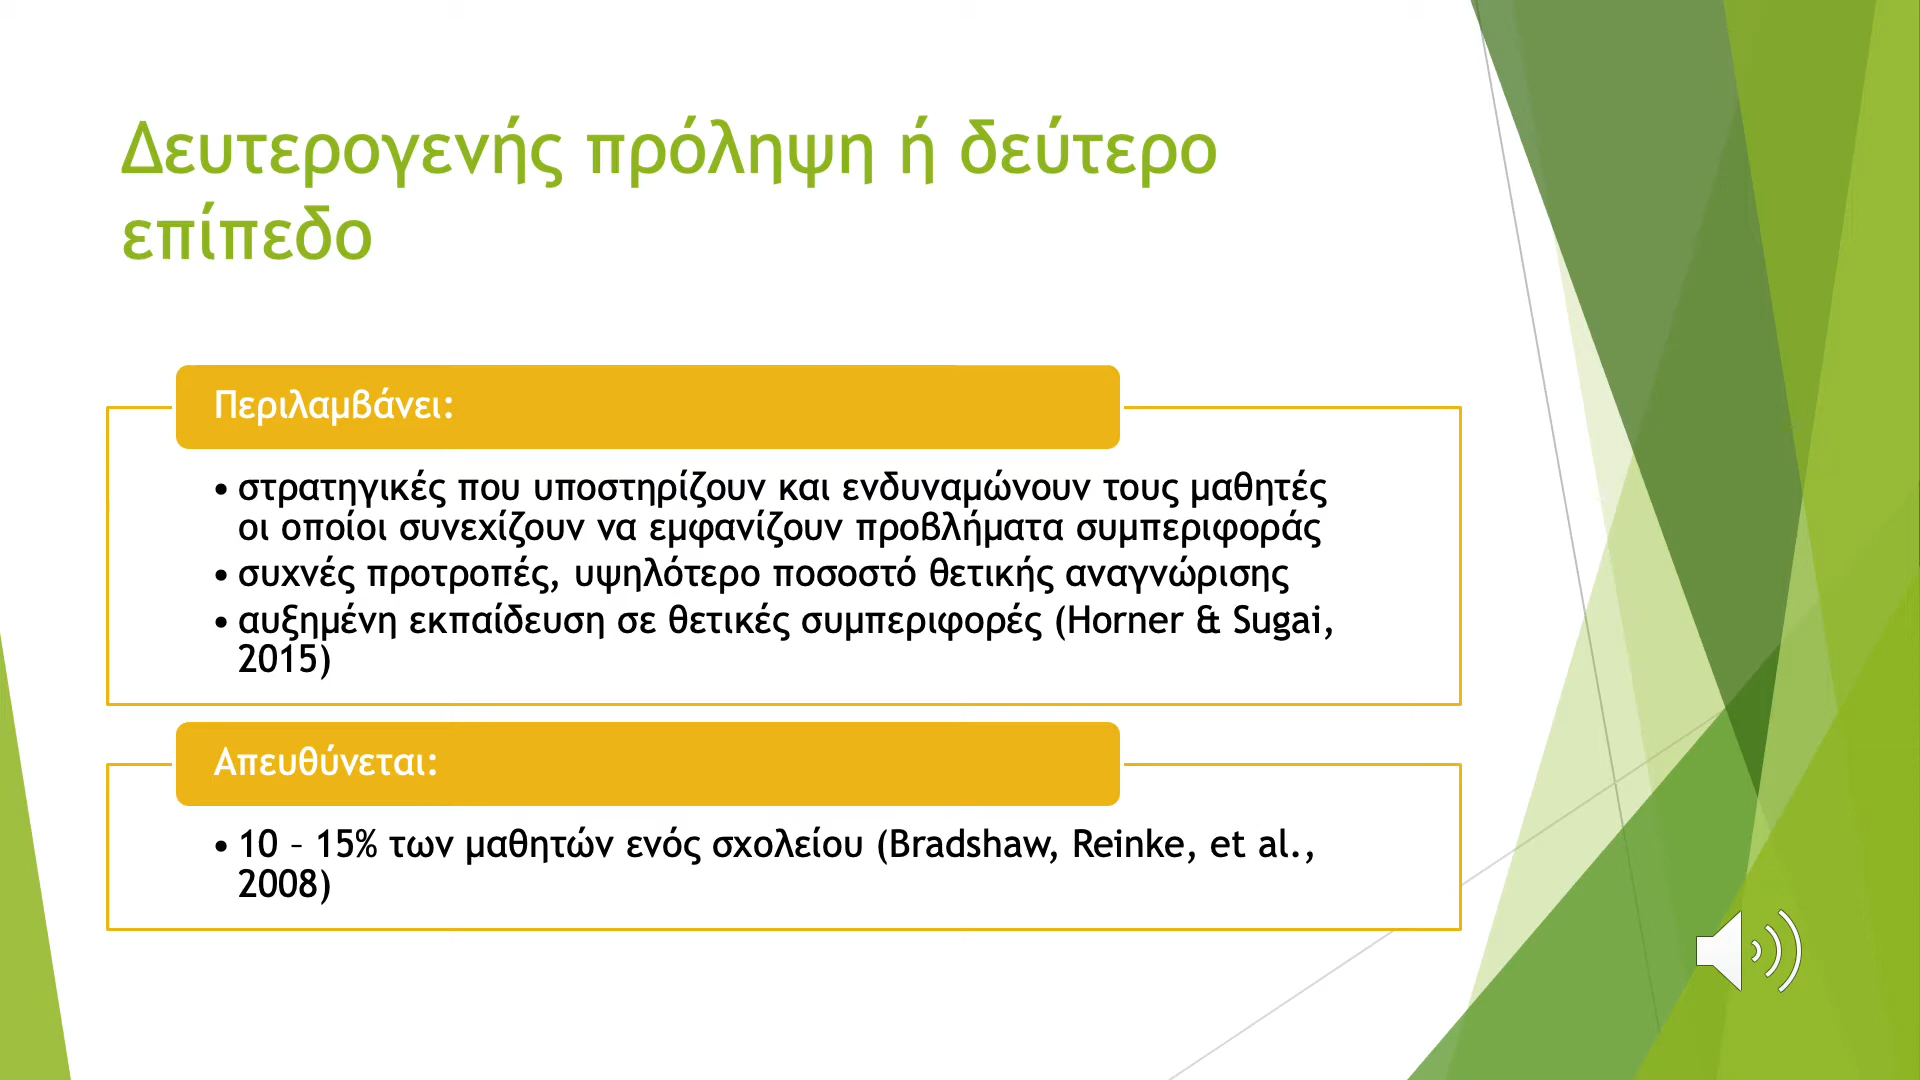 Δευτερογενής πρόληψη ή δεύτερο
επίπεδο
Περιλαμβάνει:
• στρατηγικές που υποστηρίζουν και ενδυναμώνουν τους μαθητές
οι οποίοι συνεχίζουν να εμφανίζουν προβλήματα συμπεριφοράς
• συχνές προτροπές, υψηλότερο ποσοστό θετικής αναγνώρισης
• αυξημένη εκπαίδευση σε θετικές συμπεριφορές (Horner & Sugai,
2015)
Απευθύνεται:
• 10 – 15% των μαθητών ενός σχολείου (Bradshaw, Reinke, et al.,
2008)